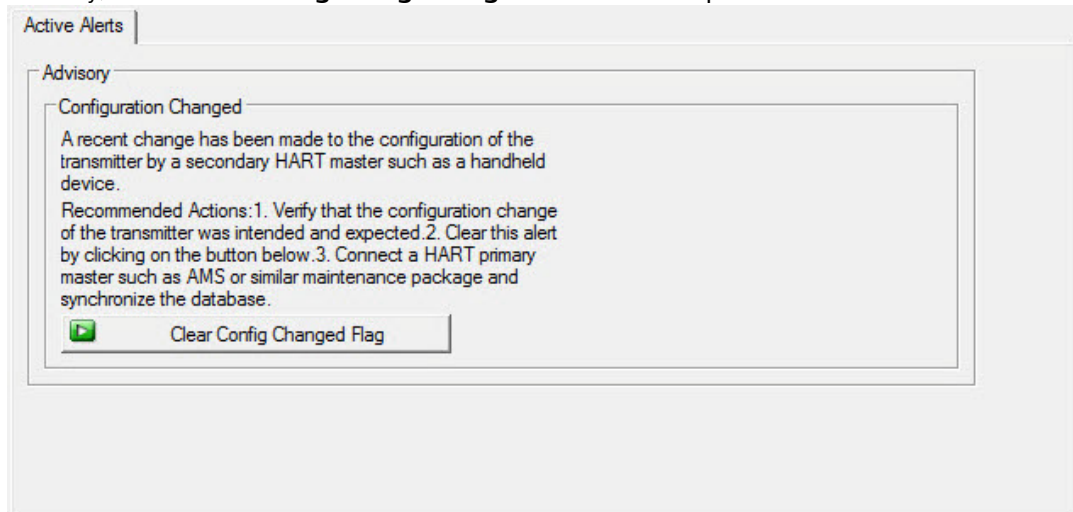 Active Alerts
Advisory
Configuration Changed
A recent change has been made to the configuration of the
transmitter by a secondary HART master such as a handheld
device.
Recommended Actions:1. Verify that the configuration change
of the transmitter was intended and expected.2. Clear this alert
by clicking on the button below.3. Connect a HART primary
master such as AMS or similar maintenance package and
synchronize the database.
Clear Config Changed Flag